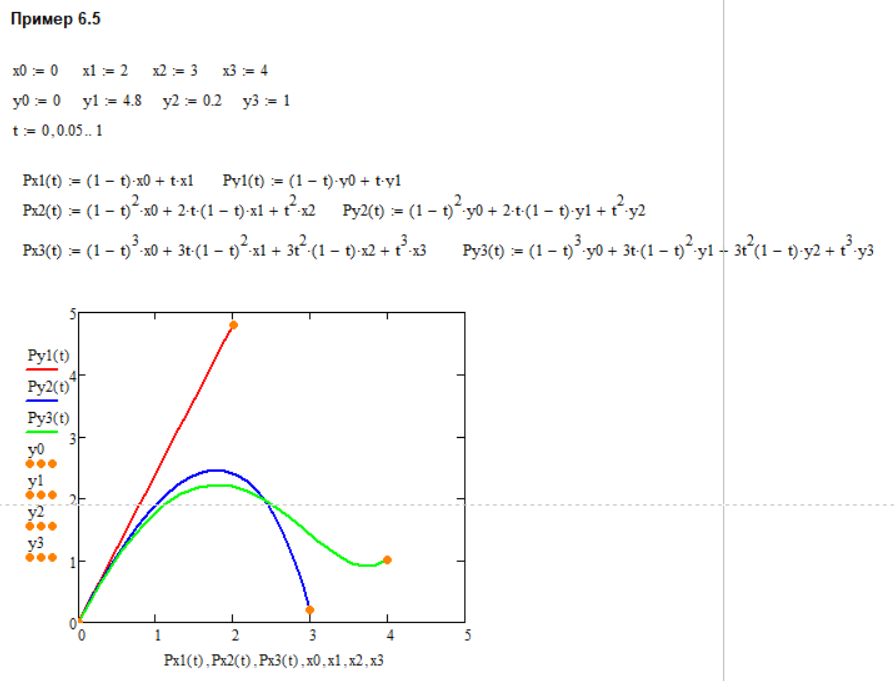 Пример 6.5
x0 := 0 x1 := 2 x2 := 3 x3 := 4
y0 := 0 y1 := 4.8 y2 := 0.2 y3 := 1
t := 0,0.05.. 1
Px1(t) := (1 − t)·x0 + t·x1 Py1(t) := (1 − t)·y0 + t·y1
Px2(t) := (1 − t)²·x0 + 2·t·(1 − t)·x1 + t²·x2 Py2(t) := (1 − t)²·y0 + 2·t·(1 − t)·y1 + t²·y2
Px3(t) := (1 − t)³·x0 + 3t·(1 − t)²·x1 + 3t²·(1 − t)·x2 + t³·x3 Py3(t) := (1 − t)³·y0 + 3t·(1 − t)²·y1 + 3t²(1 − t)·y2 + t³·y3
5
Py1(t)
4
Py2(t)
Py3(t)
3
y0
y1
2
y2
y3
1
0
0 1 2 3 4 5
Px1(t),Px2(t),Px3(t),x0,x1,x2,x3